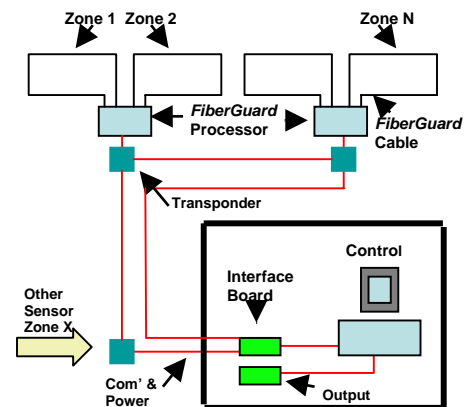 Zone 1 Zone 2
Zone N
FiberGuard
Processor
FiberGuard
Cable
Transponder
Control
Interface
Board
Other
Sensor
Zone X
Com' &
Power
Output